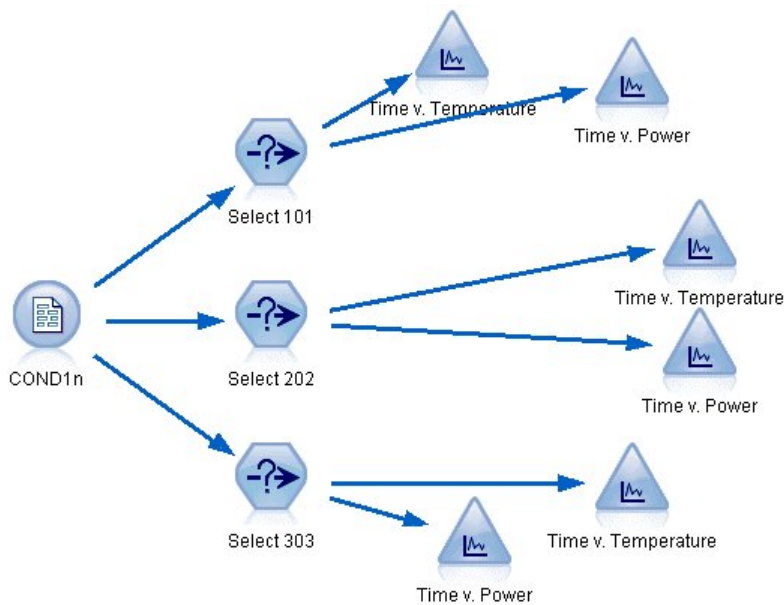 Time v. Temperature
Time v. Power
Select 101
Time v. Temperature
COND1n
Select 202
Time v. Power
Select 303
Time v. Temperature
Time v. Power